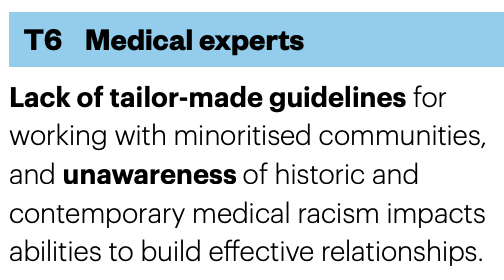 T6 Medical experts
Lack of tailor-made guidelines for
working with minoritised communities,
and unawareness of historic and
contemporary medical racism impacts
abilities to build effective relationships.